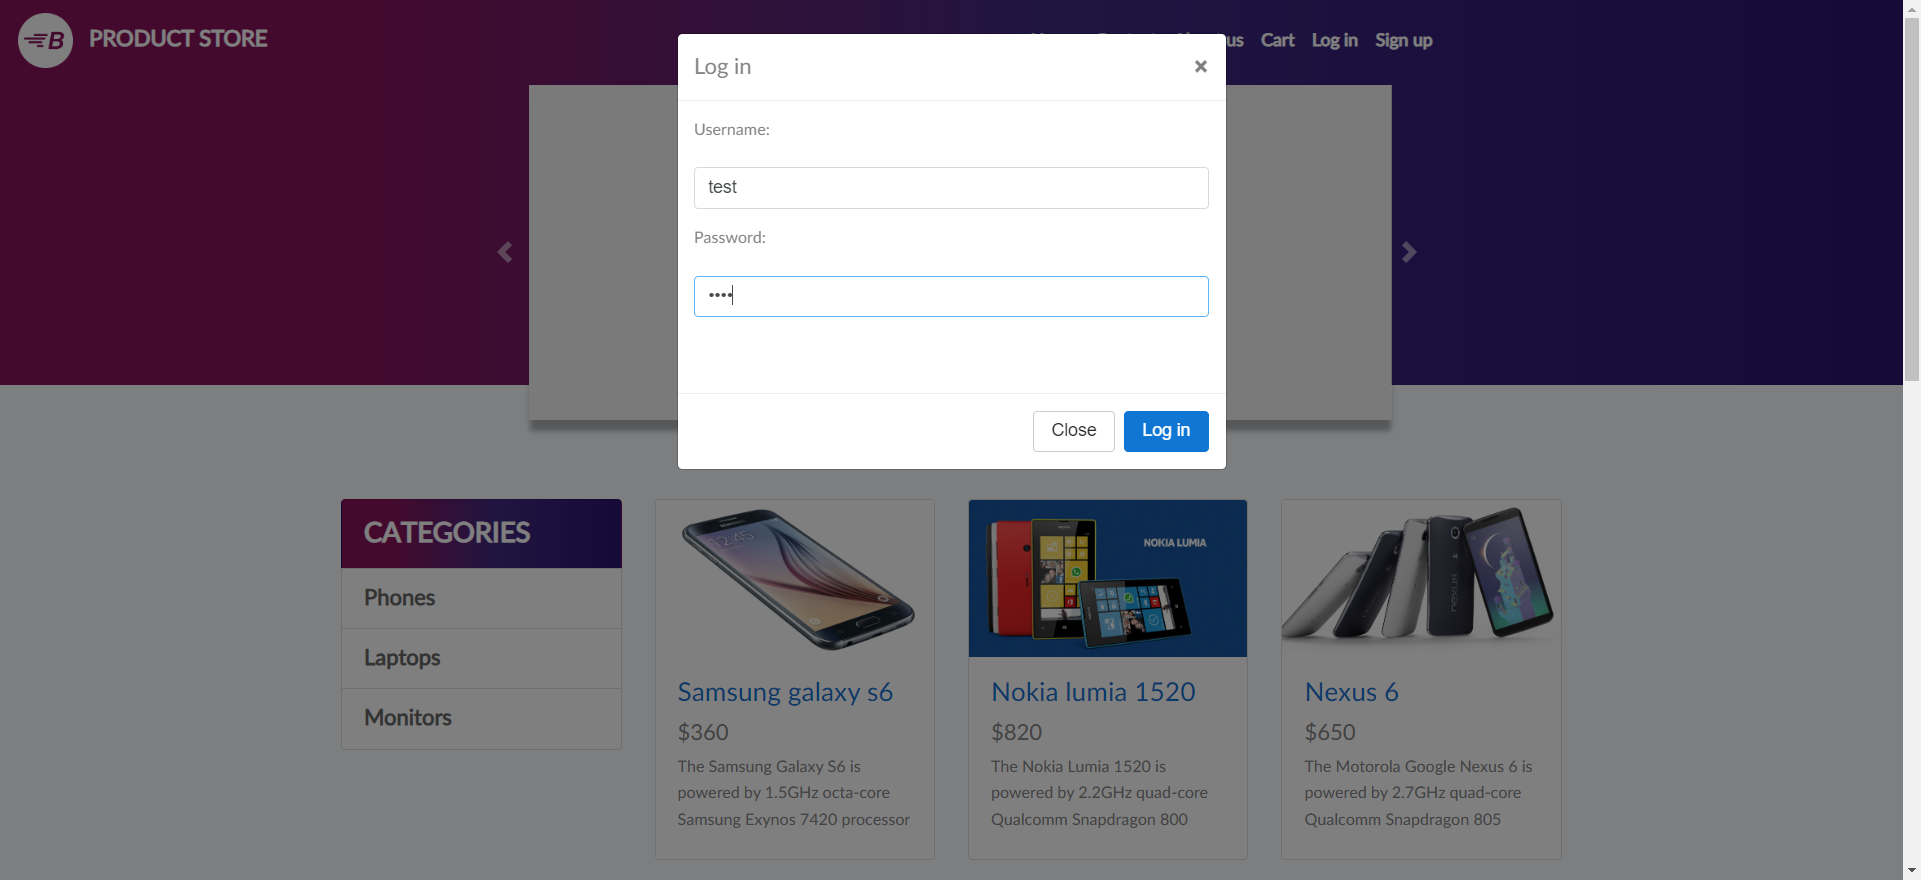 B PRODUCT STORE
us Cart Log in Sign up
Log in ×
Username:
test
Password:
••••
Close Log in
CATEGORIES
Phones
Laptops
Monitors
12:45
Samsung galaxy s6
$360
The Samsung Galaxy S6 is
powered by 1.5GHz octa-core
Samsung Exynos 7420 processor
NOKIA LUMIA
Nokia lumia 1520
$820
The Nokia Lumia 1520 is
powered by 2.2GHz quad-core
Qualcomm Snapdragon 800
nexus
Nexus 6
$650
The Motorola Google Nexus 6 is
powered by 2.7GHz quad-core
Qualcomm Snapdragon 805